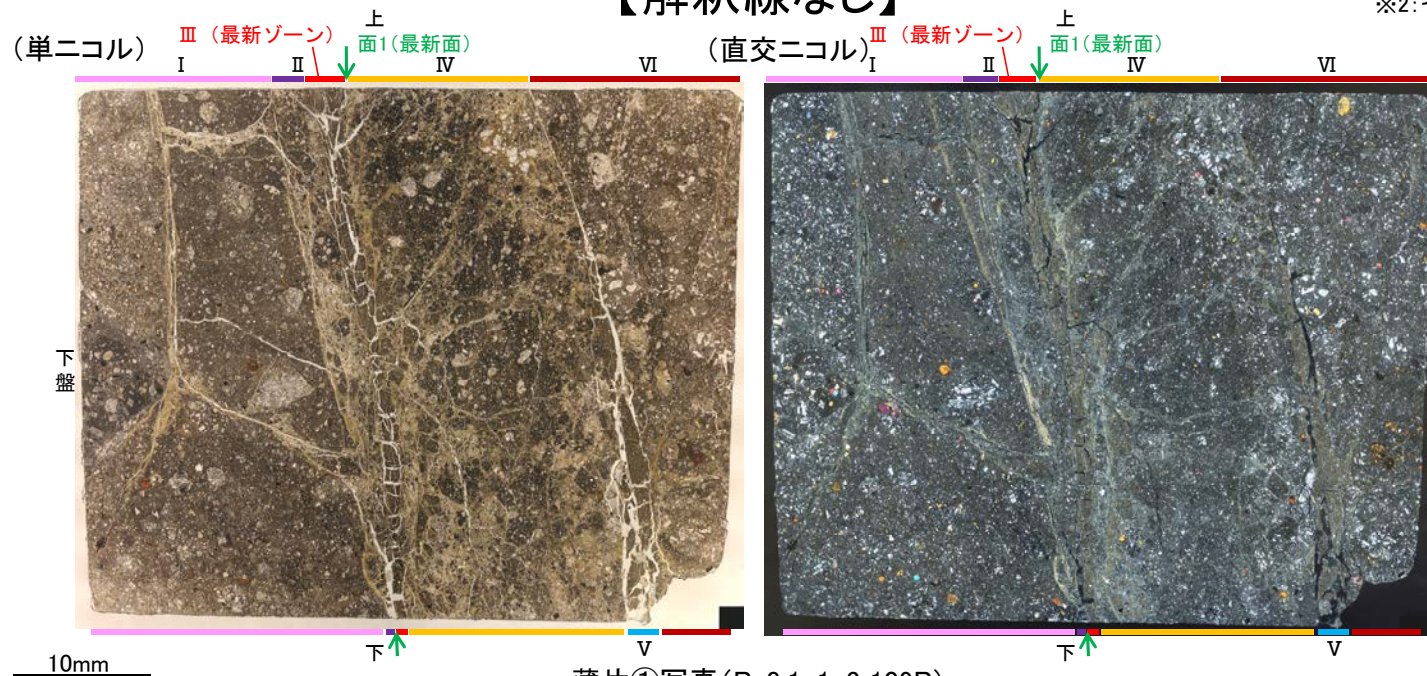 【解釈線なし】
※2:
上
上
(単ニコル)
Ⅲ(最新ゾーン)
面1(最新面)
(直交ニコル)
Ⅲ(最新ゾーン)
面1(最新面)
Ⅰ
Ⅱ
Ⅳ
Ⅵ
Ⅰ
Ⅱ
Ⅳ
Ⅵ
下盤
下
Ⅴ
下
Ⅴ
10mm